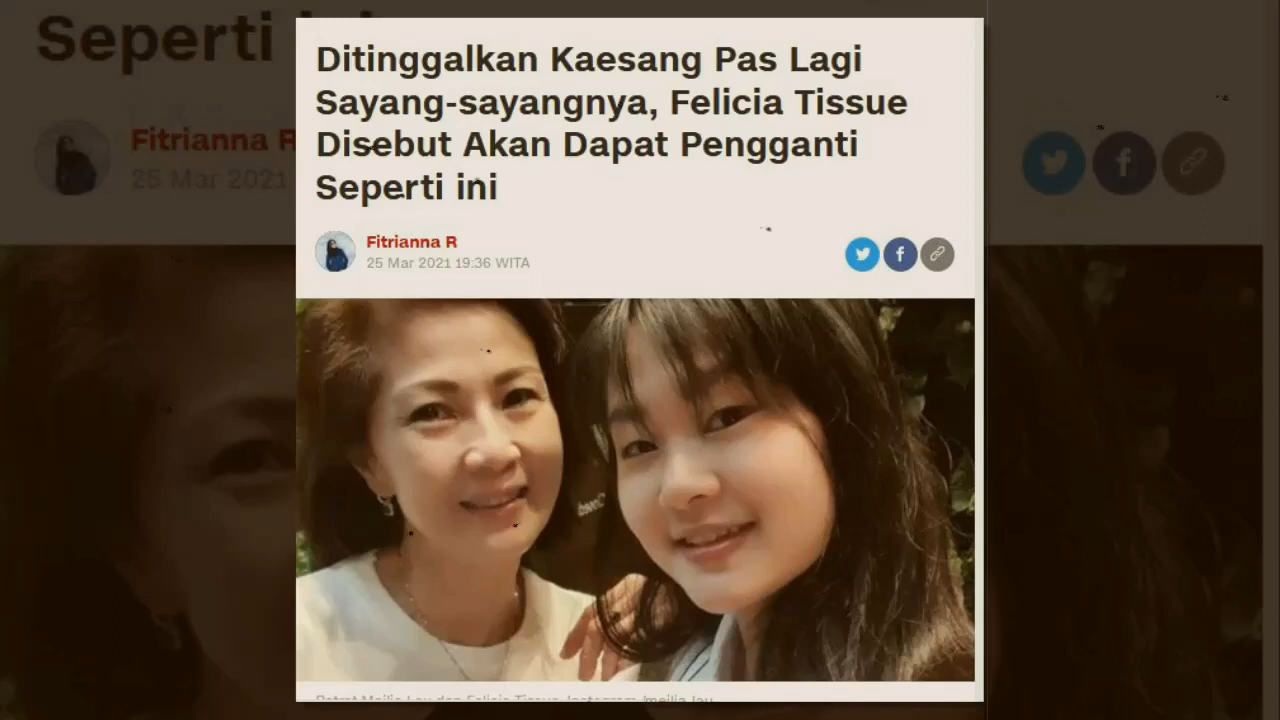 Seperti
Fitrianna R
25 Mar 2021
Ditinggalkan Kaesang Pas Lagi
Sayang-sayangnya, Felicia Tissue
Disebut Akan Dapat Pengganti
Seperti ini
Fitrianna R
25 Mar 2021 19:36 WITA